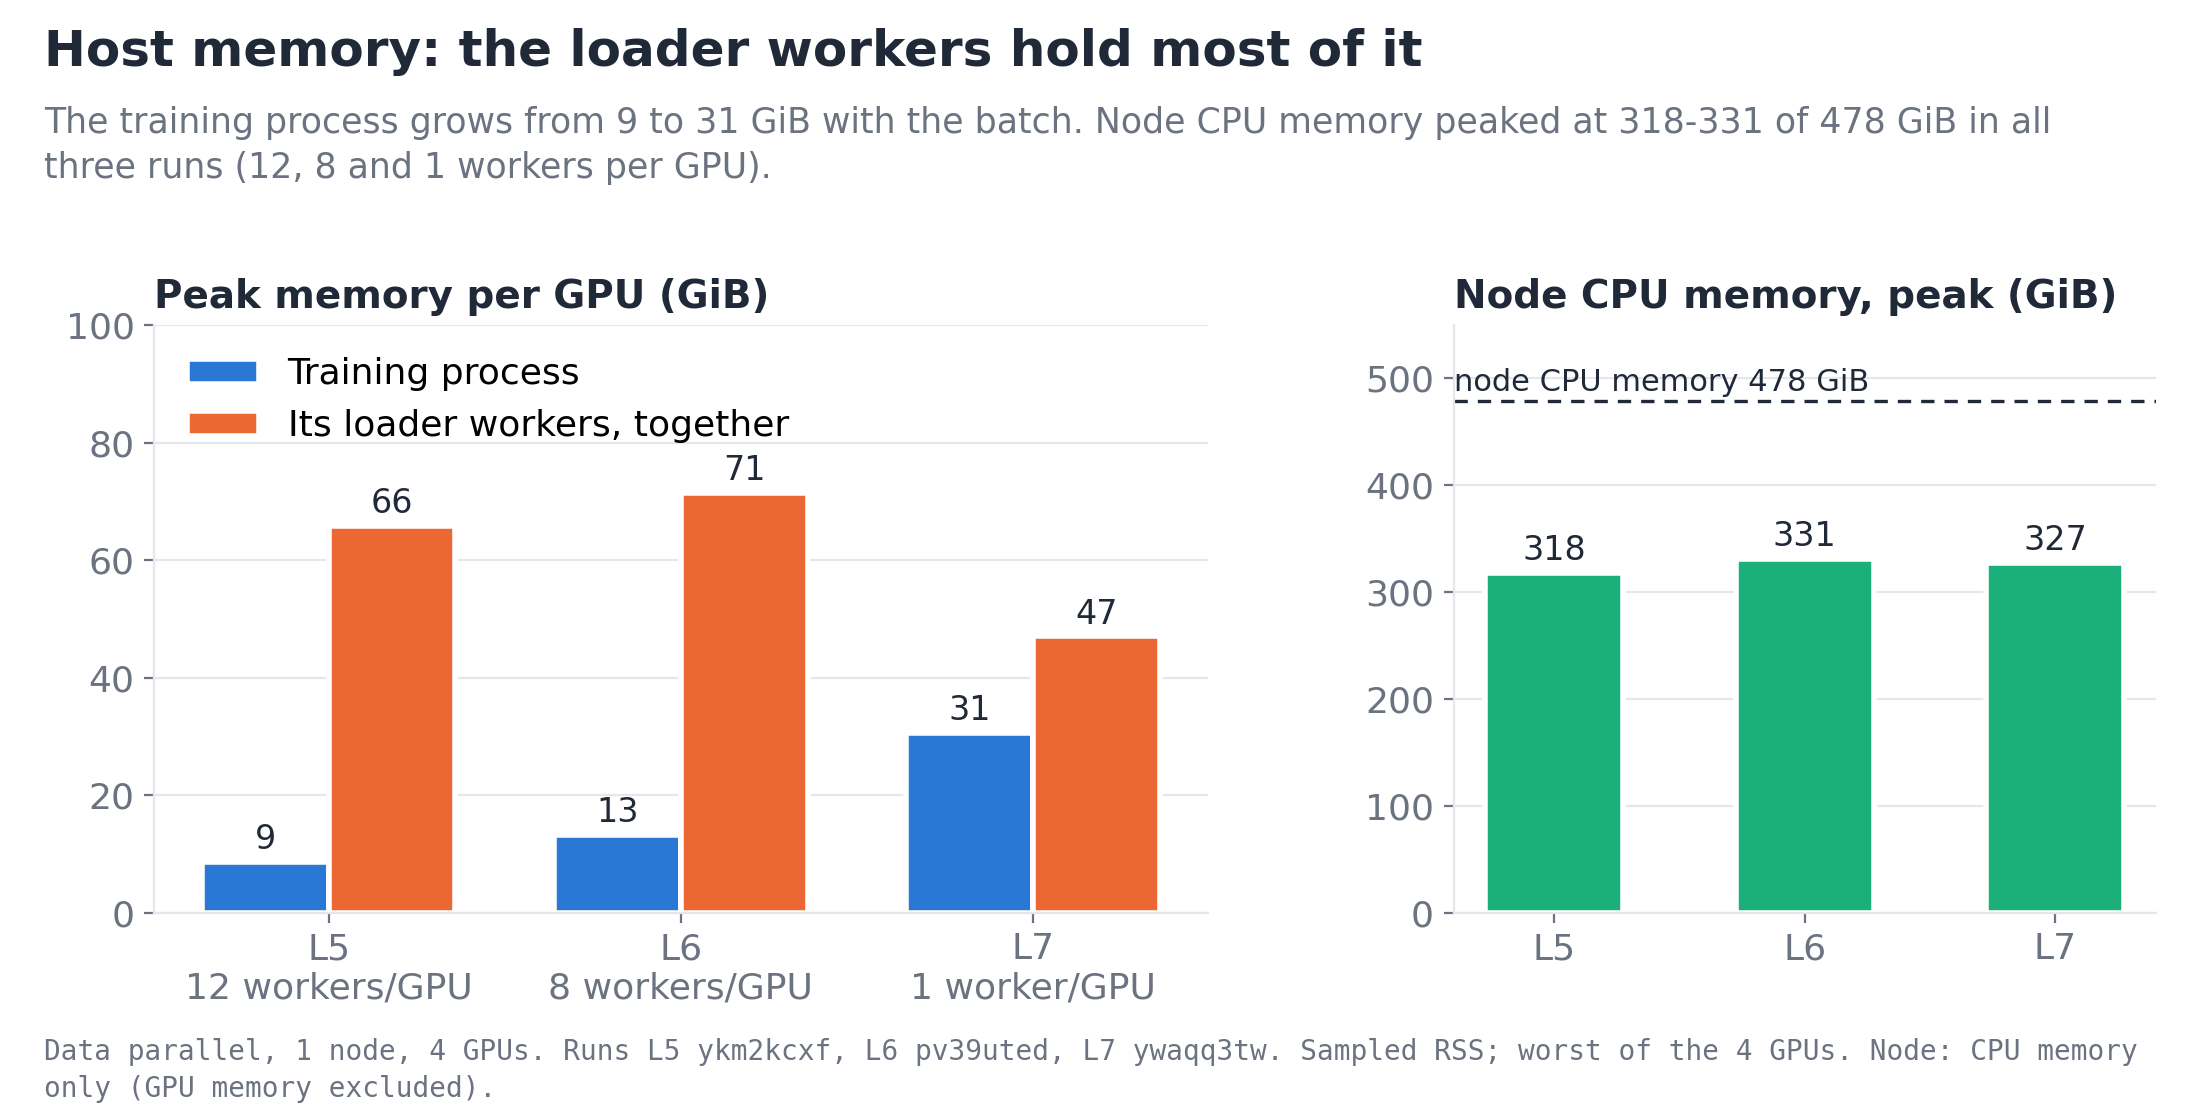 Host memory: the loader workers hold most of it
The training process grows from 9 to 31 GiB with the batch. Node CPU memory peaked at 318-331 of 478 GiB in all
three runs (12, 8 and 1 workers per GPU).
Peak memory per GPU (GiB)
100
80
60
40
20
0
Training process
Its loader workers, together
9
66
13
71
31
47
L5
12 workers/GPU
L6
8 workers/GPU
L7
1 worker/GPU
Node CPU memory, peak (GiB)
500
400
300
200
100
0
node CPU memory 478 GiB
318
331
327
L5
L6
L7
Data parallel, 1 node, 4 GPUs. Runs L5 ykm2kcxf, L6 pv39uted, L7 ywaqq3tw. Sampled RSS; worst of the 4 GPUs. Node: CPU memory
only (GPU memory excluded).